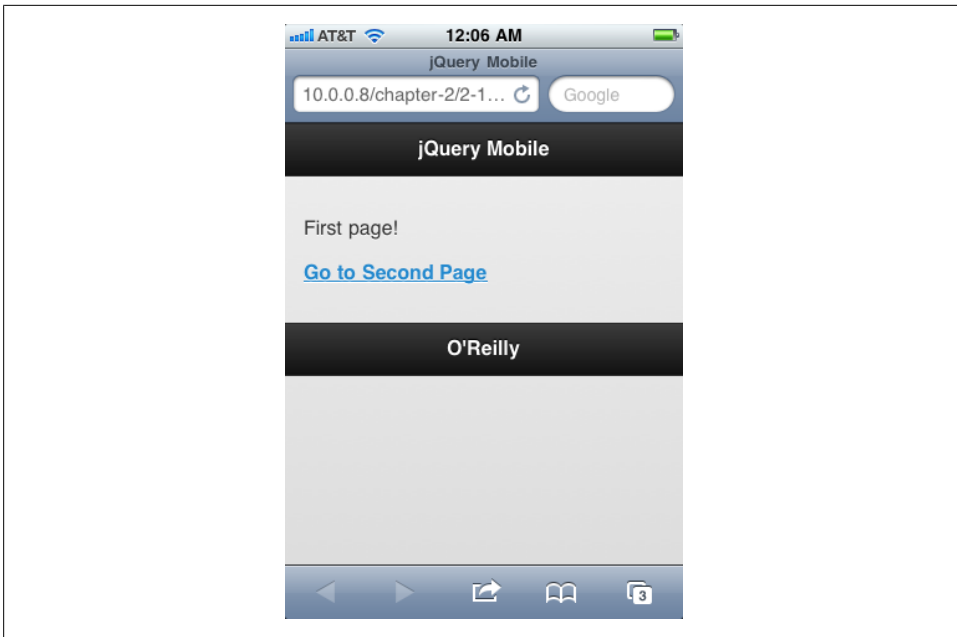 AT&T 12:06 AM
jQuery Mobile
10.0.0.8/chapter-2/2-1... Google
jQuery Mobile
First page!
Go to Second Page
O'Reilly
3